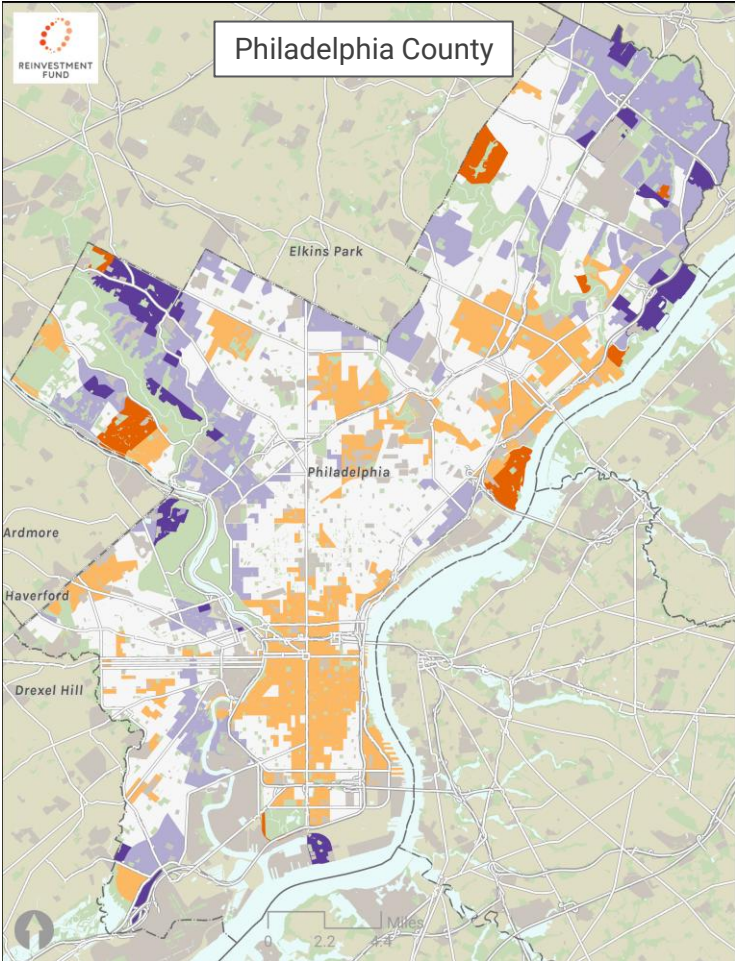 REINVESTMENT
FUND
Philadelphia County
Elkins Park
Philadelphia
Ardmore
Haverford
Drexel Hill
Miles
0 2.2 4.4